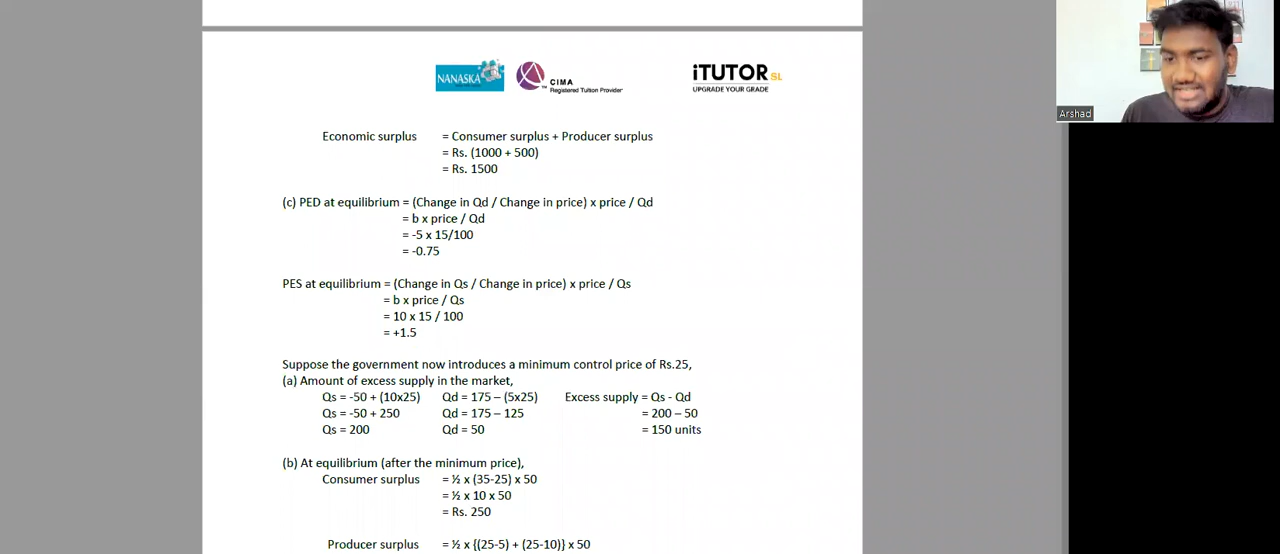 NANASKA
CIMA
Registered Tuition Provider
iTUTOR SL
UPGRADE YOUR GRADE
Arshad
Economic surplus = Consumer surplus + Producer surplus
= Rs. (1000 + 500)
= Rs. 1500
(c) PED at equilibrium = (Change in Qd / Change in price) x price / Qd
= b x price / Qd
= -5 x 15/100
= -0.75
PES at equilibrium = (Change in Qs / Change in price) x price / Qs
= b x price / Qs
= 10 x 15 / 100
= +1.5
Suppose the government now introduces a minimum control price of Rs.25,
(a) Amount of excess supply in the market,
Qs = -50 + (10x25) Qd = 175 – (5x25) Excess supply = Qs - Qd
Qs = -50 + 250 Qd = 175 – 125 = 200 – 50
Qs = 200 Qd = 50 = 150 units
(b) At equilibrium (after the minimum price),
Consumer surplus = ½ x (35-25) x 50
= ½ x 10 x 50
= Rs. 250
Producer surplus = ½ x {(25-5) + (25-10)} x 50